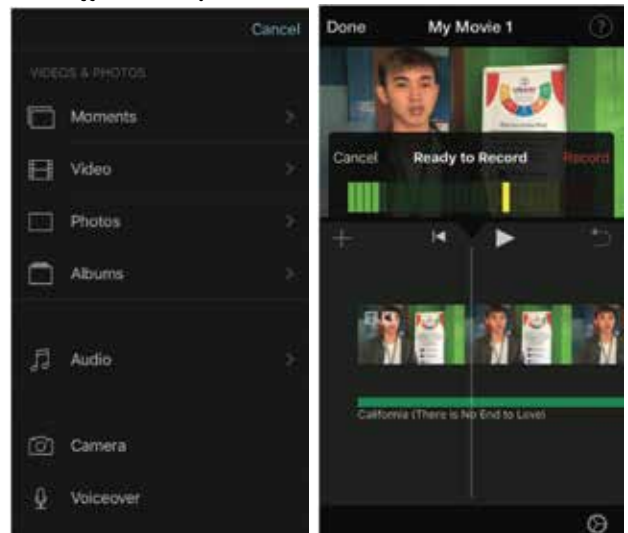 Cancel
VIDEOS & PHOTOS
Moments
Video
Photos
Albums
Audio
Camera
Voiceover
Done My Movie 1 ?
Cancel Ready to Record Record
California (There is No End to Love)